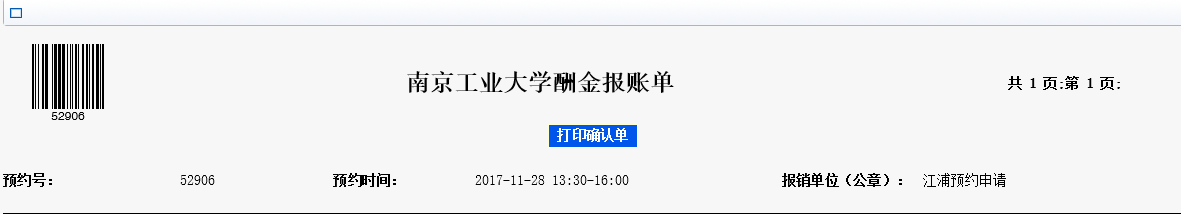 南京工业大学酬金报账单
共 1 页:第 1 页:
52906
打印确认单
预约号： 52906 预约时间： 2017-11-28 13:30-16:00 报销单位（公章）： 江浦预约申请